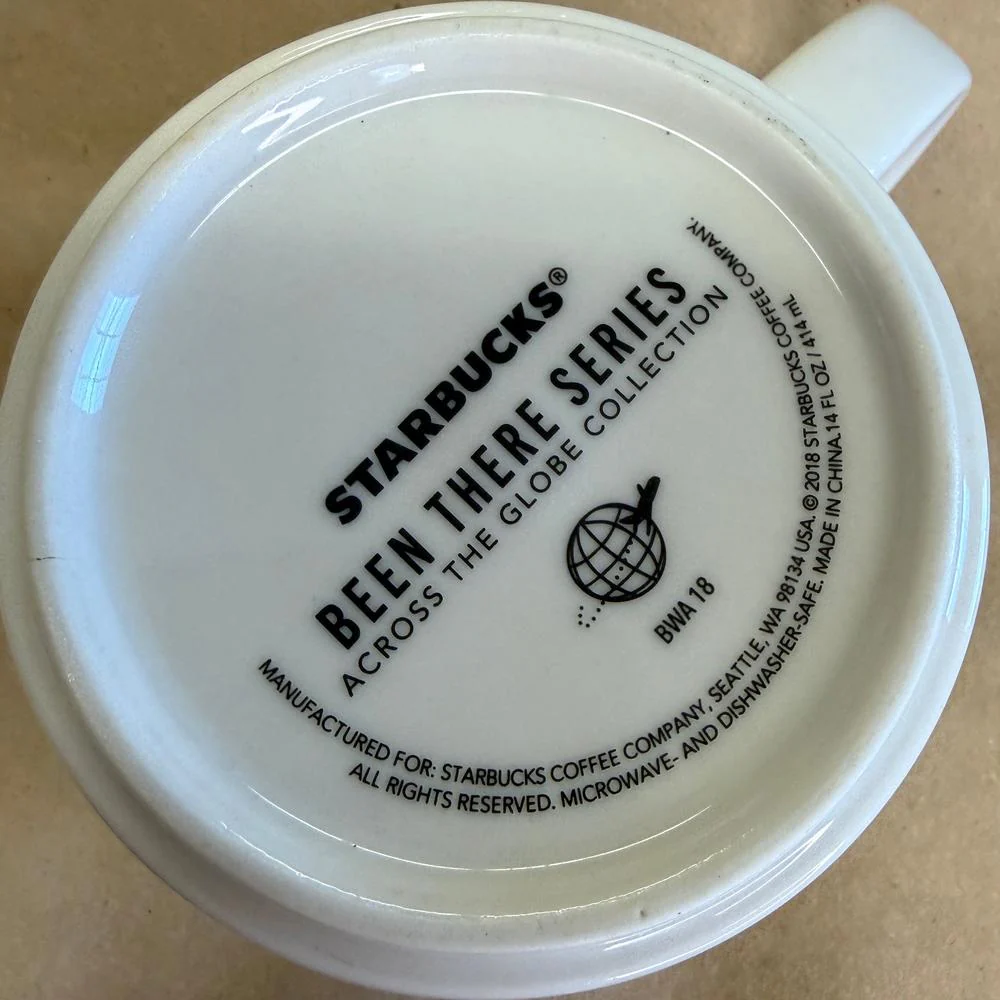 STARBUCKS®
BEEN THERE SERIES
ACROSS THE GLOBE COLLECTION
BWA 18
MANUFACTURED FOR: STARBUCKS COFFEE COMPANY, SEATTLE, WA 98134 USA. © 2018 STARBUCKS COFFEE COMPANY.
ALL RIGHTS RESERVED. MICROWAVE- AND DISHWASHER-SAFE. MADE IN CHINA.14 FL OZ / 414 mL